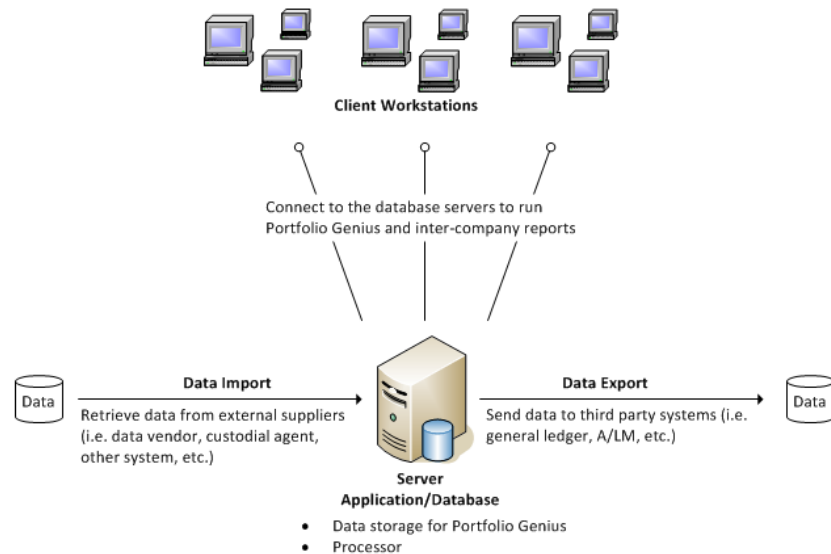 Client Workstations
Connect to the database servers to run
Portfolio Genius and inter-company reports
Data
Data Import
Retrieve data from external suppliers
(i.e. data vendor, custodial agent,
other system, etc.)
Data Export
Send data to third party systems (i.e.
general ledger, A/LM, etc.)
Data
Server
Application/Database
• Data storage for Portfolio Genius
• Processor